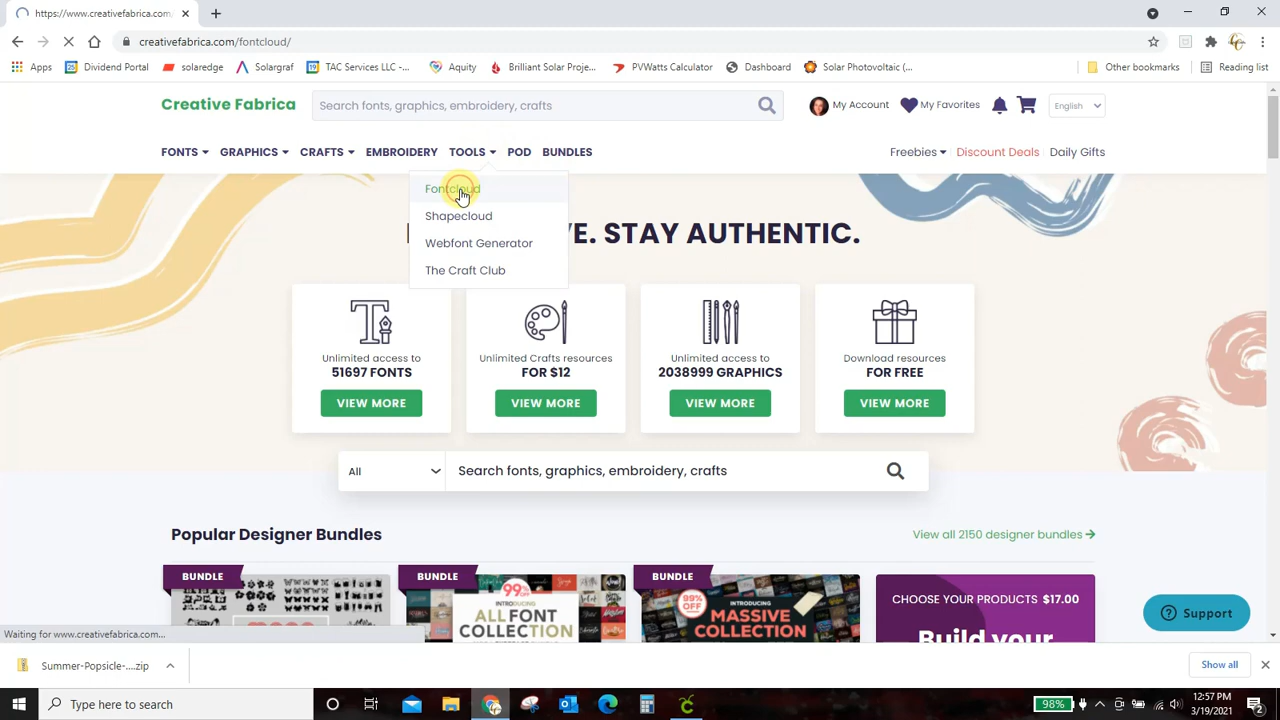 https://www.creativefabrica.com
creativefabrica.com/fontcloud/
Apps
Dividend Portal
solaredge
Solargraf
TAC Services LLC -...
Aquity
Brilliant Solar Proje...
PVWatts Calculator
Dashboard
Solar Photovoltaic (...
Other bookmarks
Reading list
Creative Fabrica
Search fonts, graphics, embroidery, crafts
My Account
My Favorites
English
FONTS
GRAPHICS
CRAFTS
EMBROIDERY
TOOLS
POD
BUNDLES
Freebies
Discount Deals
Daily Gifts
Fontcloud
Shapecloud
Webfont Generator
The Craft Club
VE. STAY AUTHENTIC.
Unlimited access to
51697 FONTS
VIEW MORE
Unlimited Crafts resources
FOR $12
VIEW MORE
Unlimited access to
2038999 GRAPHICS
VIEW MORE
Download resources
FOR FREE
VIEW MORE
All
Search fonts, graphics, embroidery, crafts
Popular Designer Bundles
View all 2150 designer bundles
BUNDLE
BUNDLE
99%
OFF
INTRODUCING
ALL FONT
COLLECTION
BUNDLE
99%
OFF
INTRODUCING
MASSIVE
COLLECTION
CHOOSE YOUR PRODUCTS $17.00
Build your
Support
Waiting for www.creativefabrica.com...
Summer-Popsicle-....zip
Show all
Type here to search
98%
12:57 PM
3/19/2021
2